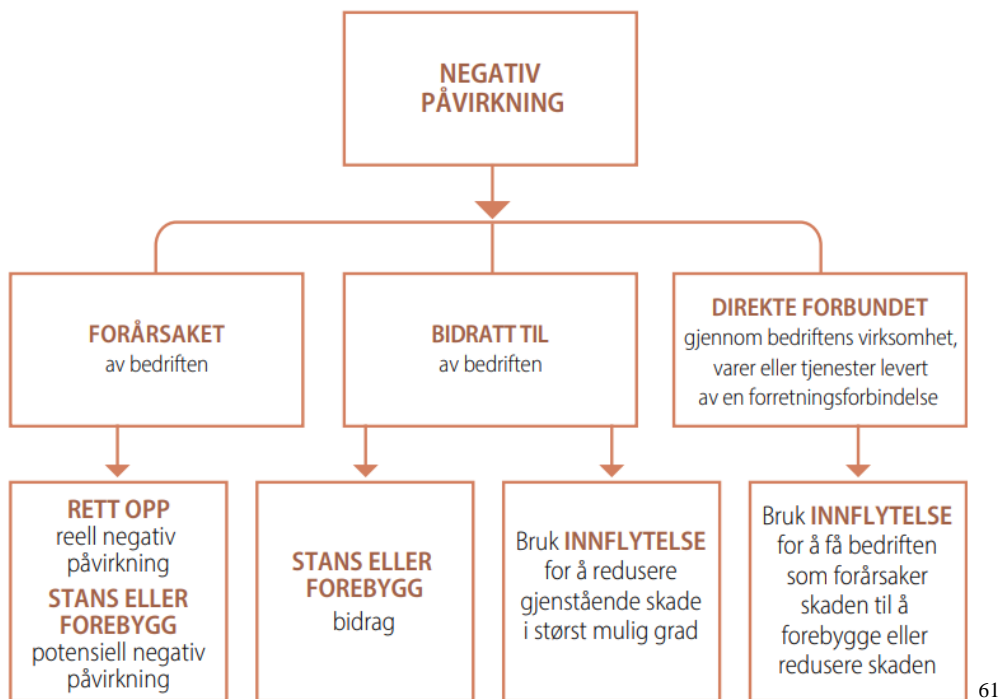 NEGATIV
PÅVIRKNING
FORÅRSAKET
av bedriften
BIDRATT TIL
av bedriften
DIREKTE FORBUNDET
gjennom bedriftens virksomhet,
varer eller tjenester levert
av en forretningsforbindelse
RETT OPP
reell negativ
påvirkning
STANS ELLER
FOREBYGG
potensiell negativ
påvirkning
STANS ELLER
FOREBYGG
bidrag
Bruk INNFLYTELSE
for å redusere
gjenstående skade
i størst mulig grad
Bruk INNFLYTELSE
for å få bedriften
som forårsaker
skaden til å
forebygge eller
redusere skaden
61